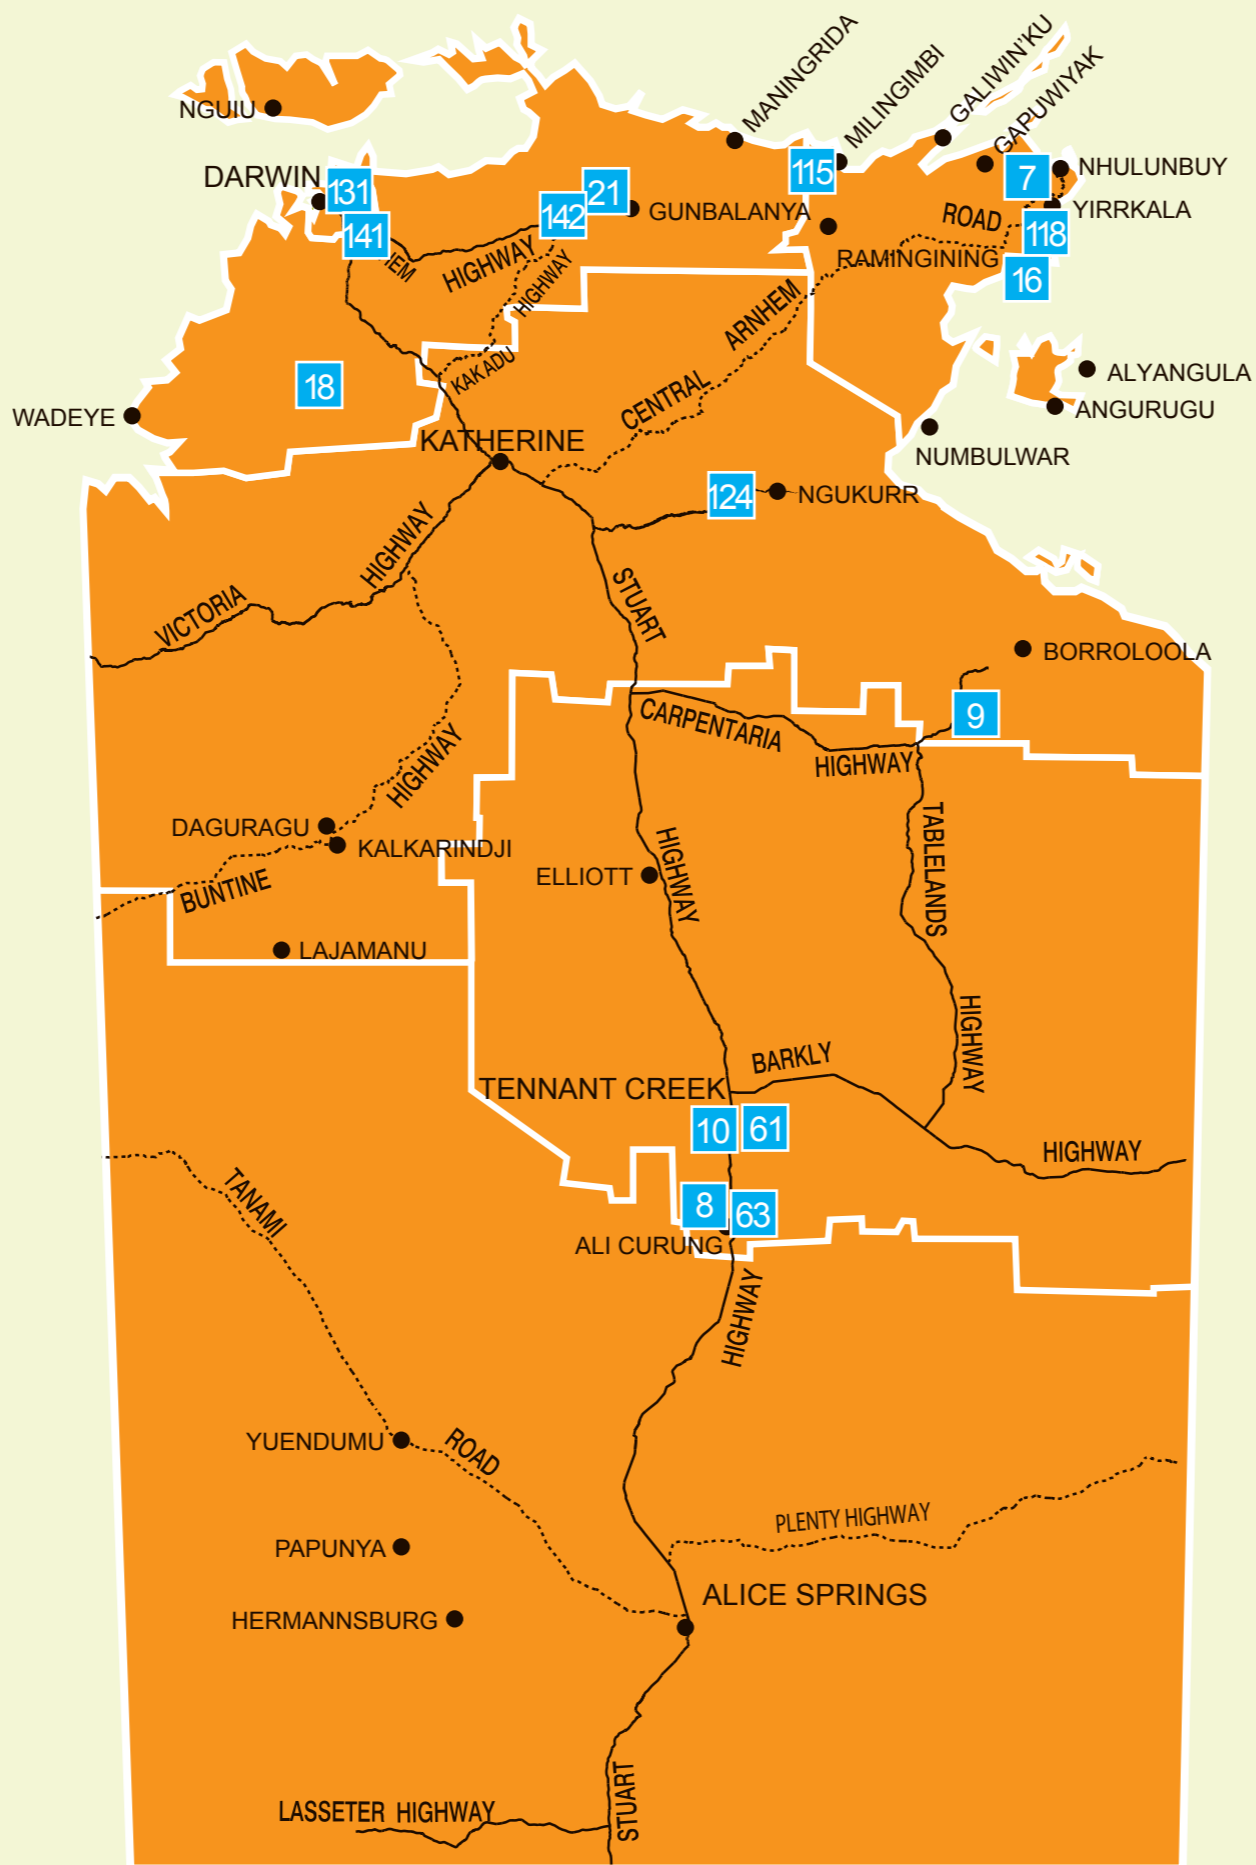 MANINGRIDA
MILINGIMBI
GALIWIN'KU
GAPUWIYAK
NGUIU
DARWIN
131
21
115
7
NHULUNBUY
142
GUNBALANYA
YIRRKALA
141
HIGHWAY
ROAD
118
RAMINGINING
16
HIGHWAY
ARNHEM
KAKADU
18
CENTRAL
ALYANGULA
ANGURUGU
WADEYE
NUMBULWAR
KATHERINE
124
NGUKURR
HIGHWAY
STUART
VICTORIA
BORROLOOLA
9
CARPENTARIA
HIGHWAY
HIGHWAY
TABLELANDS
DAGURAGU
KALKARINDJI
ELLIOTT
HIGHWAY
BUNTINE
LAJAMANU
HIGHWAY
BARKLY
TENNANT CREEK
10
61
HIGHWAY
TANAMI
8
63
ALI CURUNG
HIGHWAY
YUENDUMU
ROAD
PLENTY HIGHWAY
PAPUNYA
ALICE SPRINGS
HERMANNSBURG
STUART
LASSETER HIGHWAY